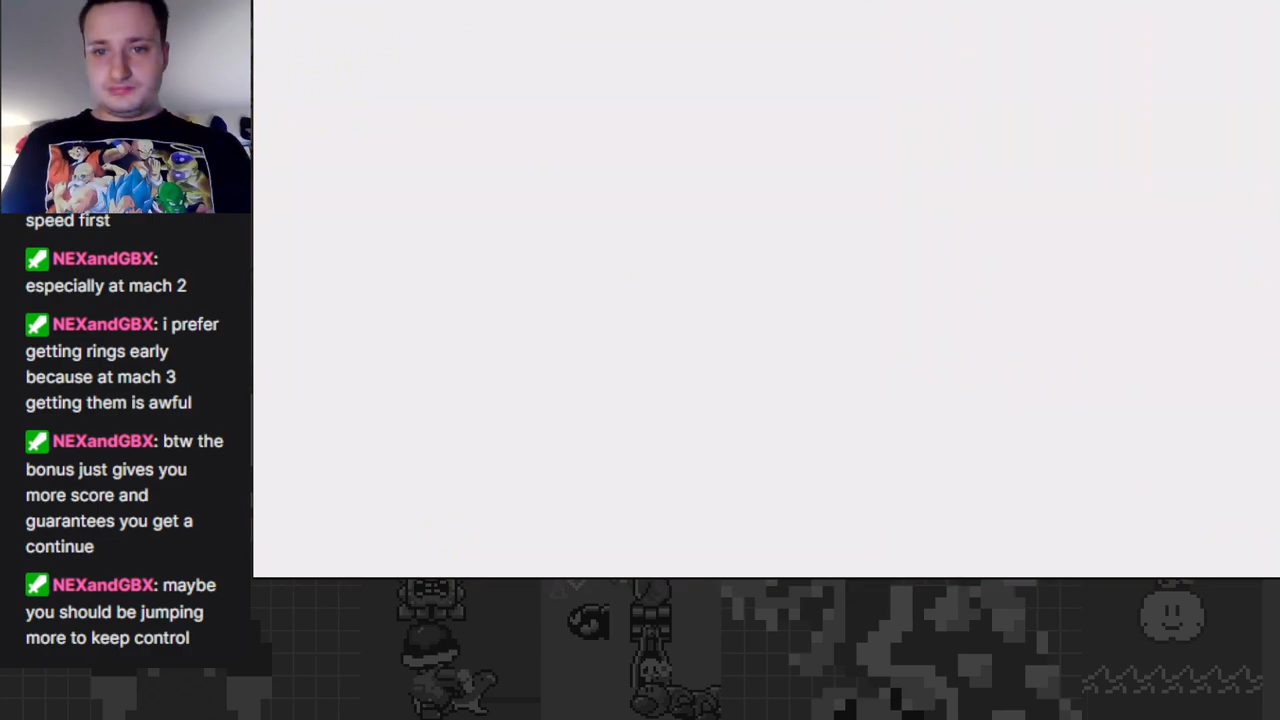 speed first
NEXandGBX:
especially at mach 2
NEXandGBX: i prefer
getting rings early
because at mach 3
getting them is awful
NEXandGBX: btw the
bonus just gives you
more score and
guarantees you get a
continue
NEXandGBX: maybe
you should be jumping
more to keep control